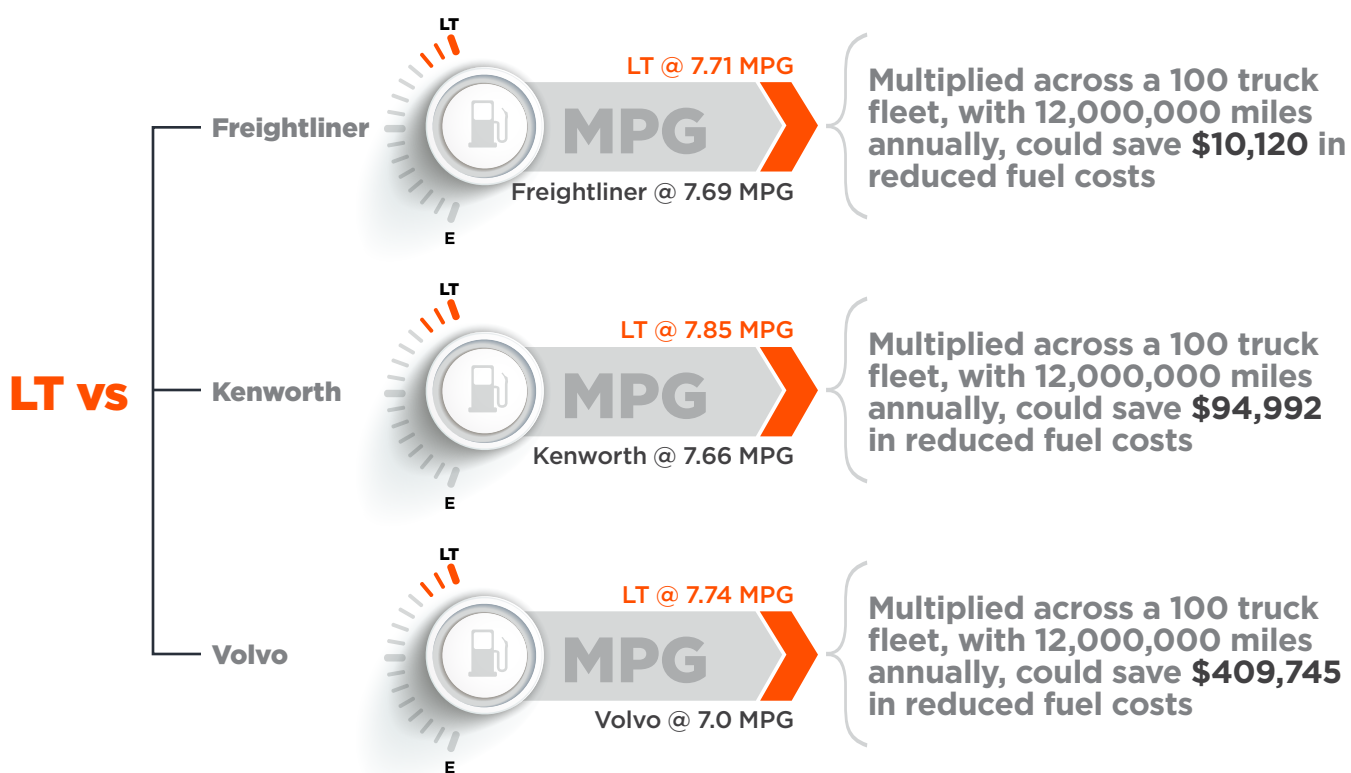 LT vs
Freightliner
LT
E
LT @ 7.71 MPG
MPG
Freightliner @ 7.69 MPG
Multiplied across a 100 truck
fleet, with 12,000,000 miles
annually, could save $10,120 in
reduced fuel costs
Kenworth
LT
E
LT @ 7.85 MPG
MPG
Kenworth @ 7.66 MPG
Multiplied across a 100 truck
fleet, with 12,000,000 miles
annually, could save $94,992
in reduced fuel costs
Volvo
LT
E
LT @ 7.74 MPG
MPG
Volvo @ 7.0 MPG
Multiplied across a 100 truck
fleet, with 12,000,000 miles
annually, could save $409,745
in reduced fuel costs